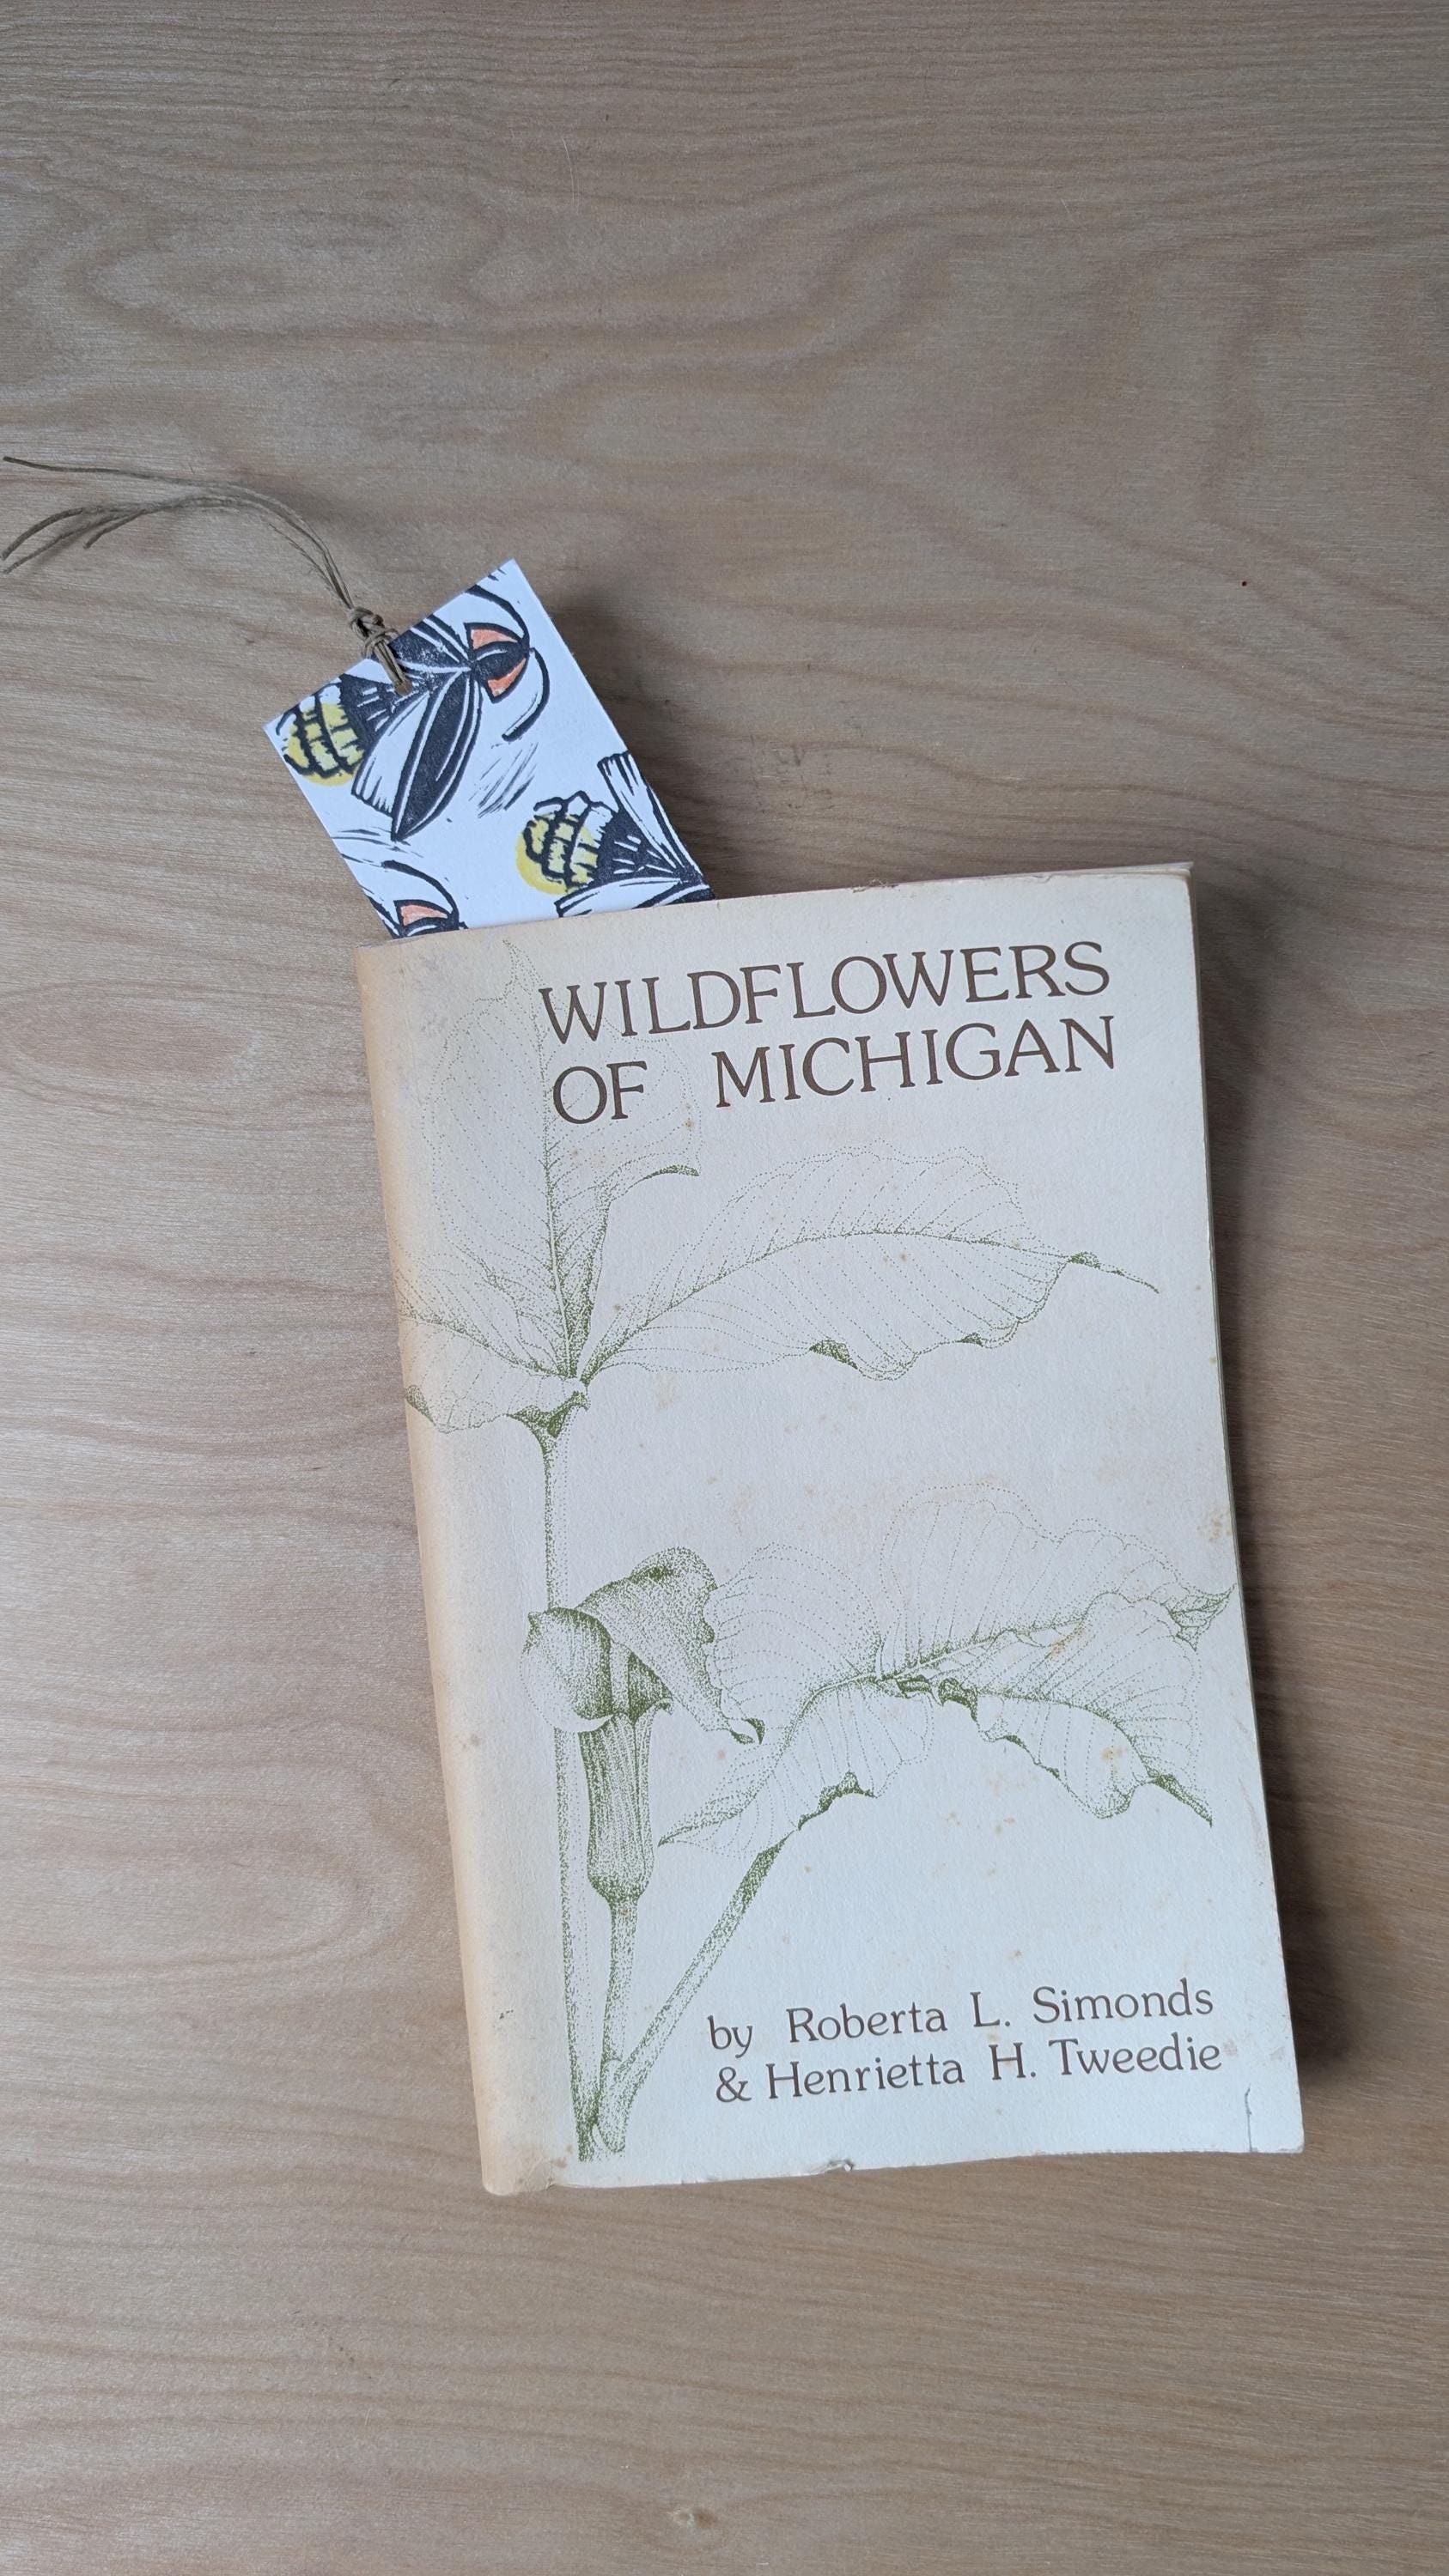 WILDFLOWERS
OF MICHIGAN
by Roberta L. Simonds
& Henrietta H. Tweedie